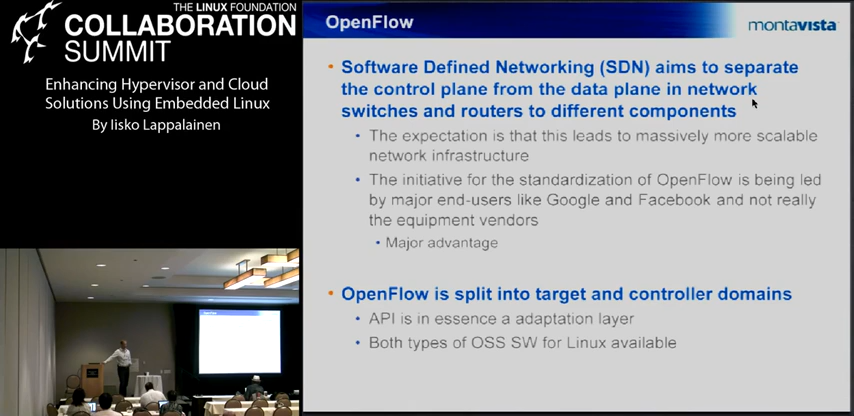 THE LINUX FOUNDATION
COLLABORATION
SUMMIT
Enhancing Hypervisor and Cloud
Solutions Using Embedded Linux
By Iisko Lappalainen
OpenFlow
montavista
• Software Defined Networking (SDN) aims to separate
the control plane from the data plane in network
switches and routers to different components
• The expectation is that this leads to massively more scalable
network infrastructure
• The initiative for the standardization of OpenFlow is being led
by major end-users like Google and Facebook and not really
the equipment vendors
• Major advantage
• OpenFlow is split into target and controller domains
• API is in essence a adaptation layer
• Both types of OSS SW for Linux available